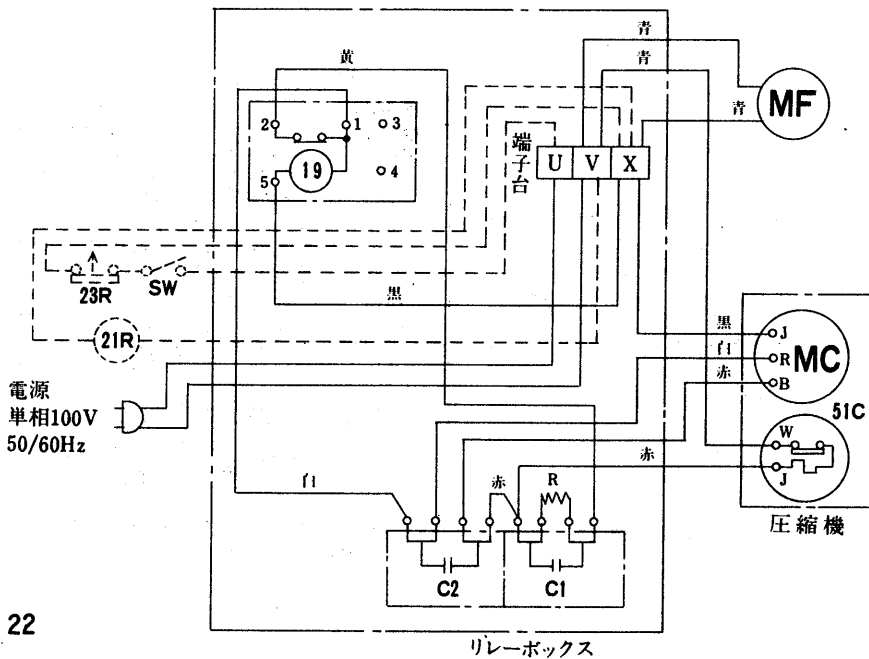 黄
青
青
青
MF
2
1
3
19
5
4
端子台
U
V
X
23R
SW
21R
黒
電源
単相100V
50/60Hz
黒
J
白
R
MC
赤
B
51C
W
赤
J
圧縮機
白
赤
R
C2
C1
22
リレーボックス